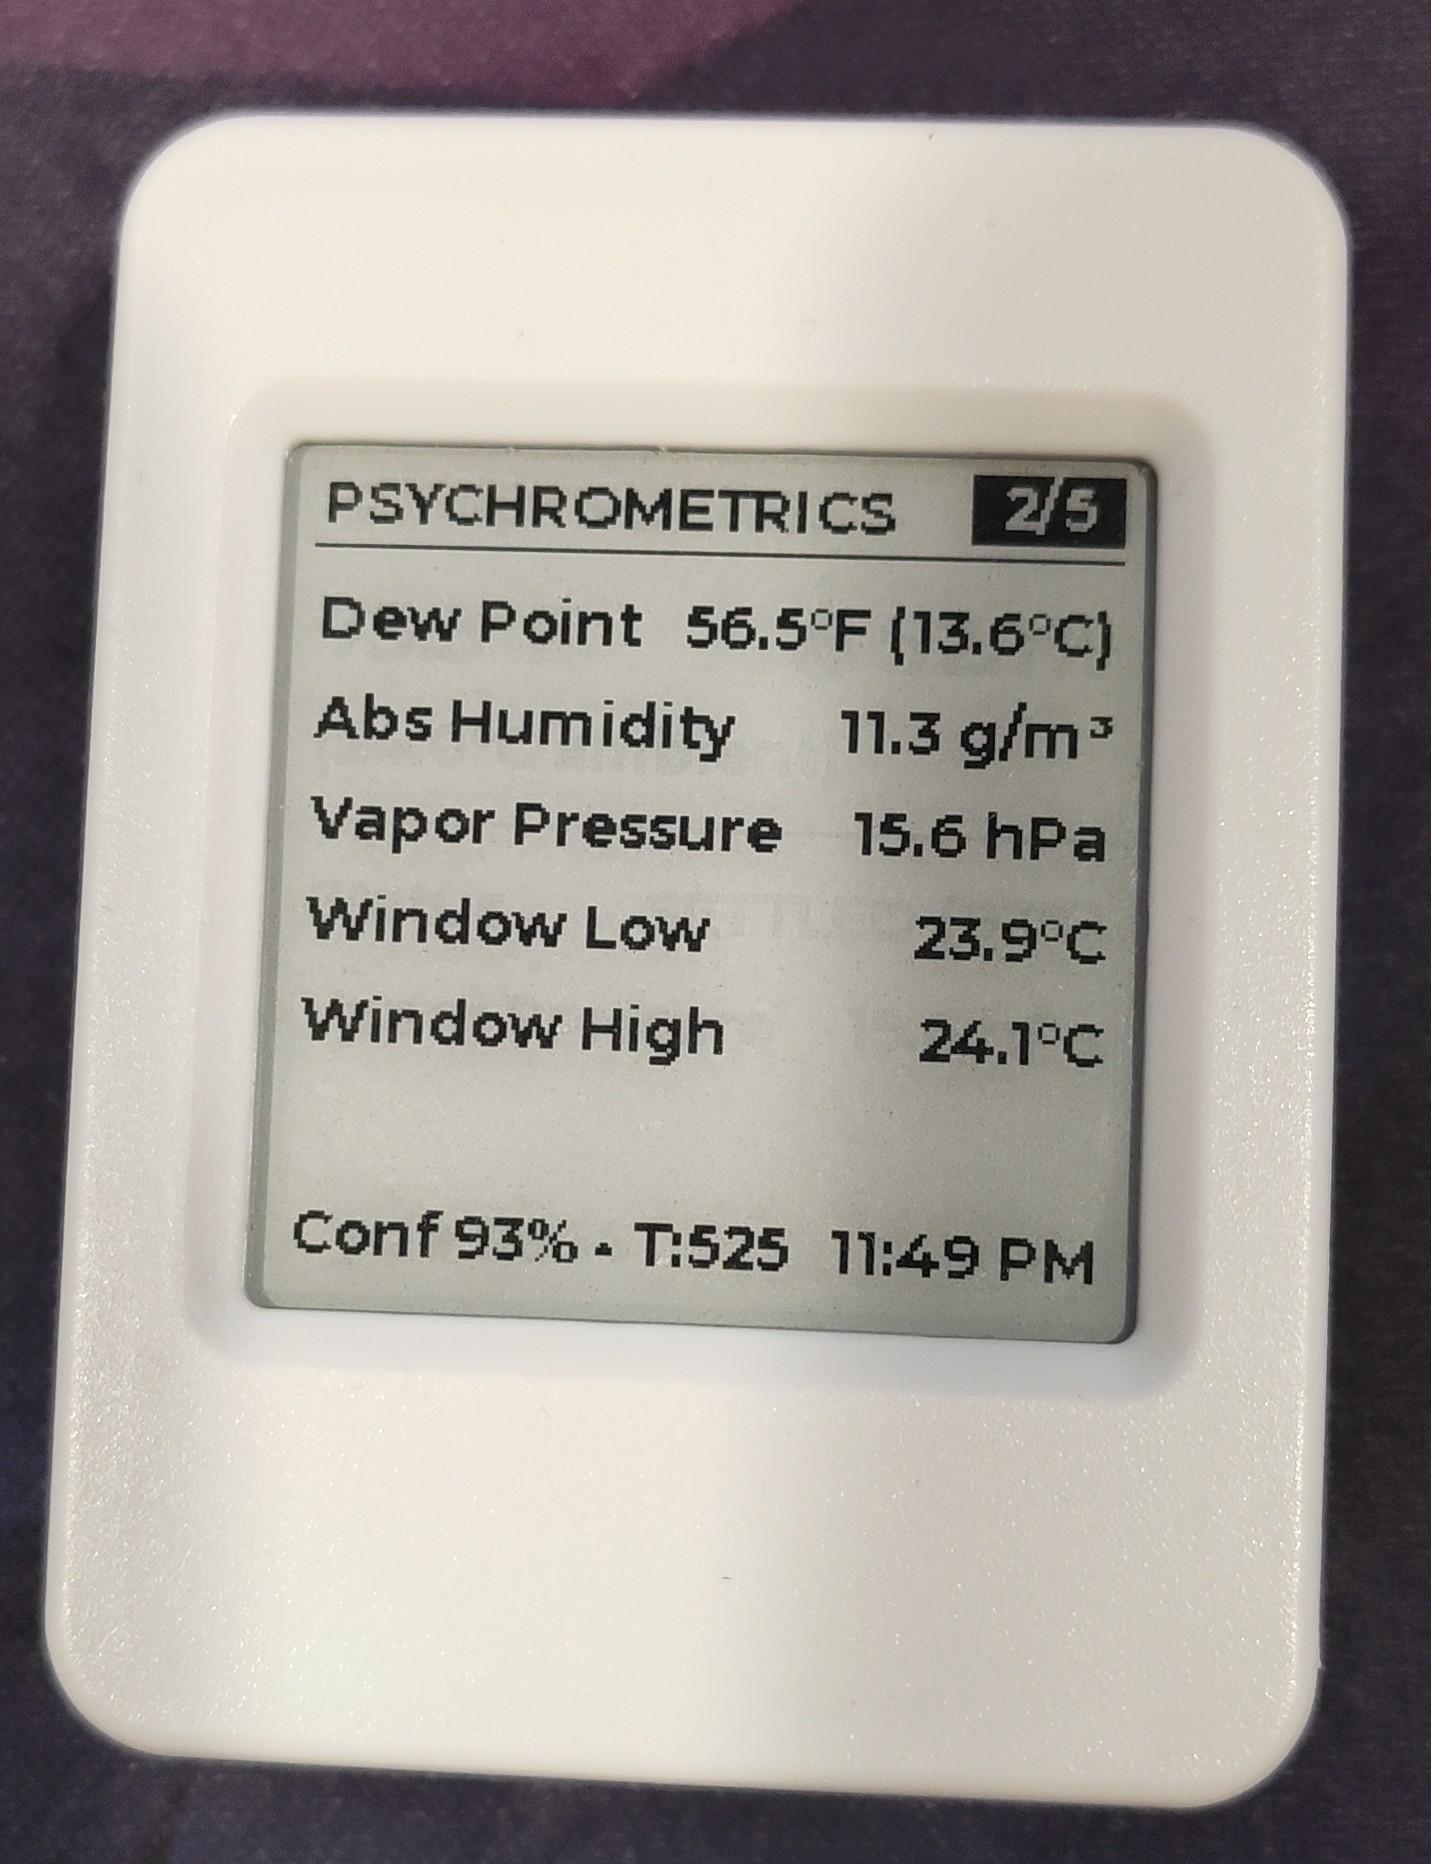 PSYCHROMETRICS 2/5
Dew Point 56.5°F (13.6°C)
Abs Humidity 11.3 g/m³
Vapor Pressure 15.6 hPa
Window Low 23.9°C
Window High 24.1°C
Conf 93% - T:525 11:49 PM